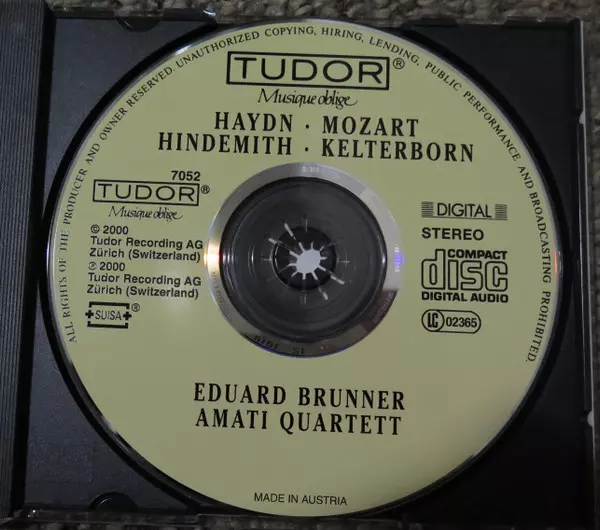 ALL RIGHTS OF THE PRODUCER AND OWNER RESERVED UNAUTHORIZED COPYING, HIRING, LENDING, PUBLIC PERFORMANCE AND BROADCASTING PROHIBITED.
TUDOR®
Musique oblige
HAYDN · MOZART
HINDEMITH · KELTERBORN
7052
TUDOR®
Musique oblige
© 2000
Tudor Recording AG
Zürich (Switzerland)
℗ 2000
Tudor Recording AG
Zürich (Switzerland)
SUISA®
DIGITAL
STEREO
COMPACT
disc
DIGITAL AUDIO
LC 02365
EDUARD BRUNNER
AMATI QUARTETT
MADE IN AUSTRIA